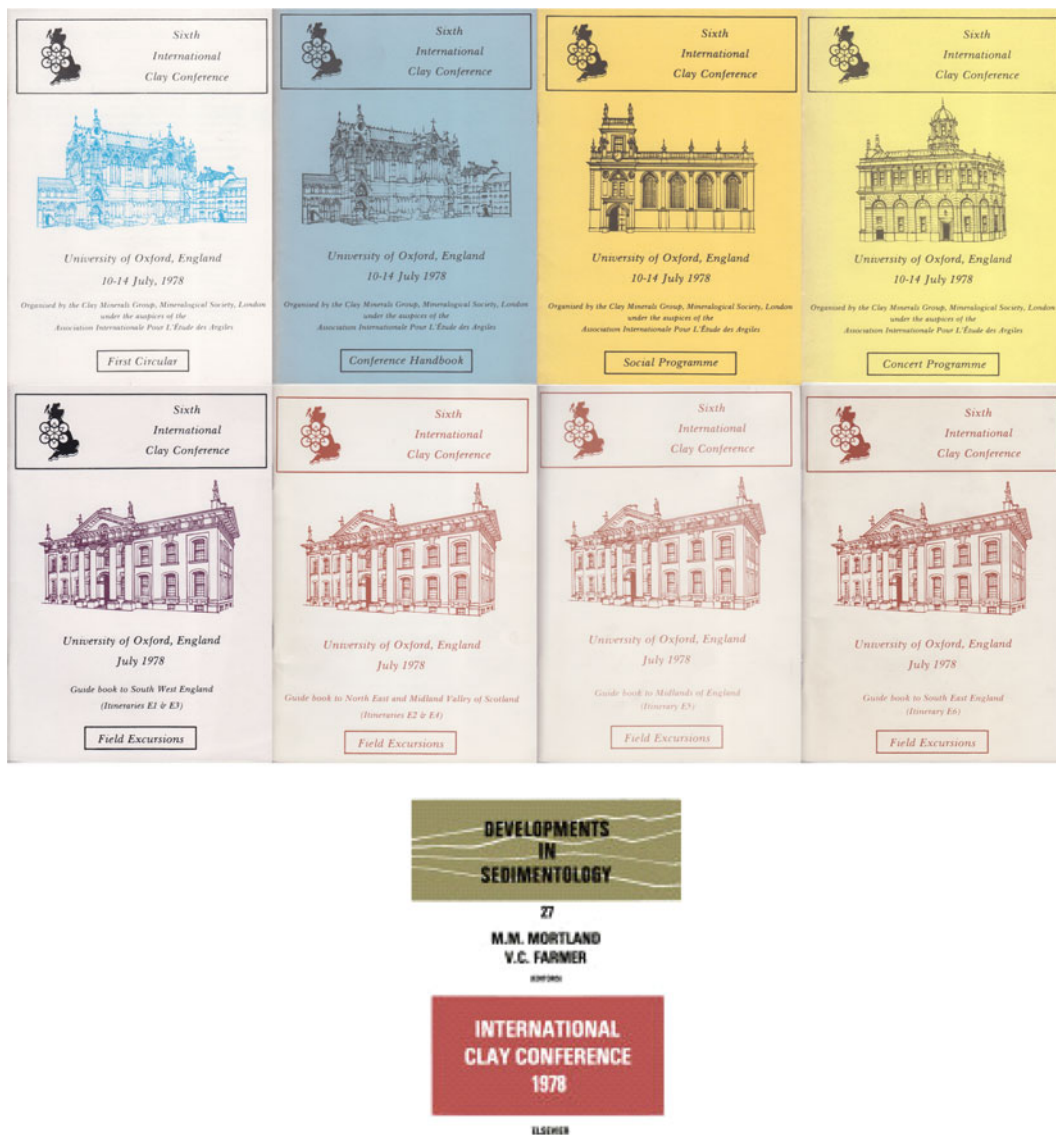 Sixth
International
Clay Conference
University of Oxford, England
10-14 July, 1978
Organised by the Clay Minerals Group, Mineralogical Society, London
under the auspices of the
Association Internationale Pour L'Étude des Argiles
First Circular
Sixth
International
Clay Conference
University of Oxford, England
10-14 July 1978
Organised by the Clay Minerals Group, Mineralogical Society, London
under the auspices of the
Association Internationale Pour L'Étude des Argiles
Conference Handbook
Sixth
International
Clay Conference
University of Oxford, England
10-14 July 1978
Organised by the Clay Minerals Group, Mineralogical Society, London
under the auspices of the
Association Internationale Pour L'Étude des Argiles
Social Programme
Sixth
International
Clay Conference
University of Oxford, England
10-14 July 1978
Organised by the Clay Minerals Group, Mineralogical Society, London
under the auspices of the
Association Internationale Pour L'Étude des Argiles
Concert Programme
Sixth
International
Clay Conference
University of Oxford, England
July 1978
Guide book to South West England
(Itineraries E1 & E3)
Field Excursions
Sixth
International
Clay Conference
University of Oxford, England
July 1978
Guide book to North East and Midland Valley of Scotland
(Itineraries E2 & E4)
Field Excursions
Sixth
International
Clay Conference
University of Oxford, England
July 1978
Guide book to Midlands of England
(Itinerary E5)
Field Excursions
Sixth
International
Clay Conference
University of Oxford, England
July 1978
Guide book to South East England
(Itinerary E6)
Field Excursions
DEVELOPMENTS
IN
SEDIMENTOLOGY
27
M.M. MORTLAND
V.C. FARMER
(EDITORS)
INTERNATIONAL
CLAY CONFERENCE
1978
ELSEVIER